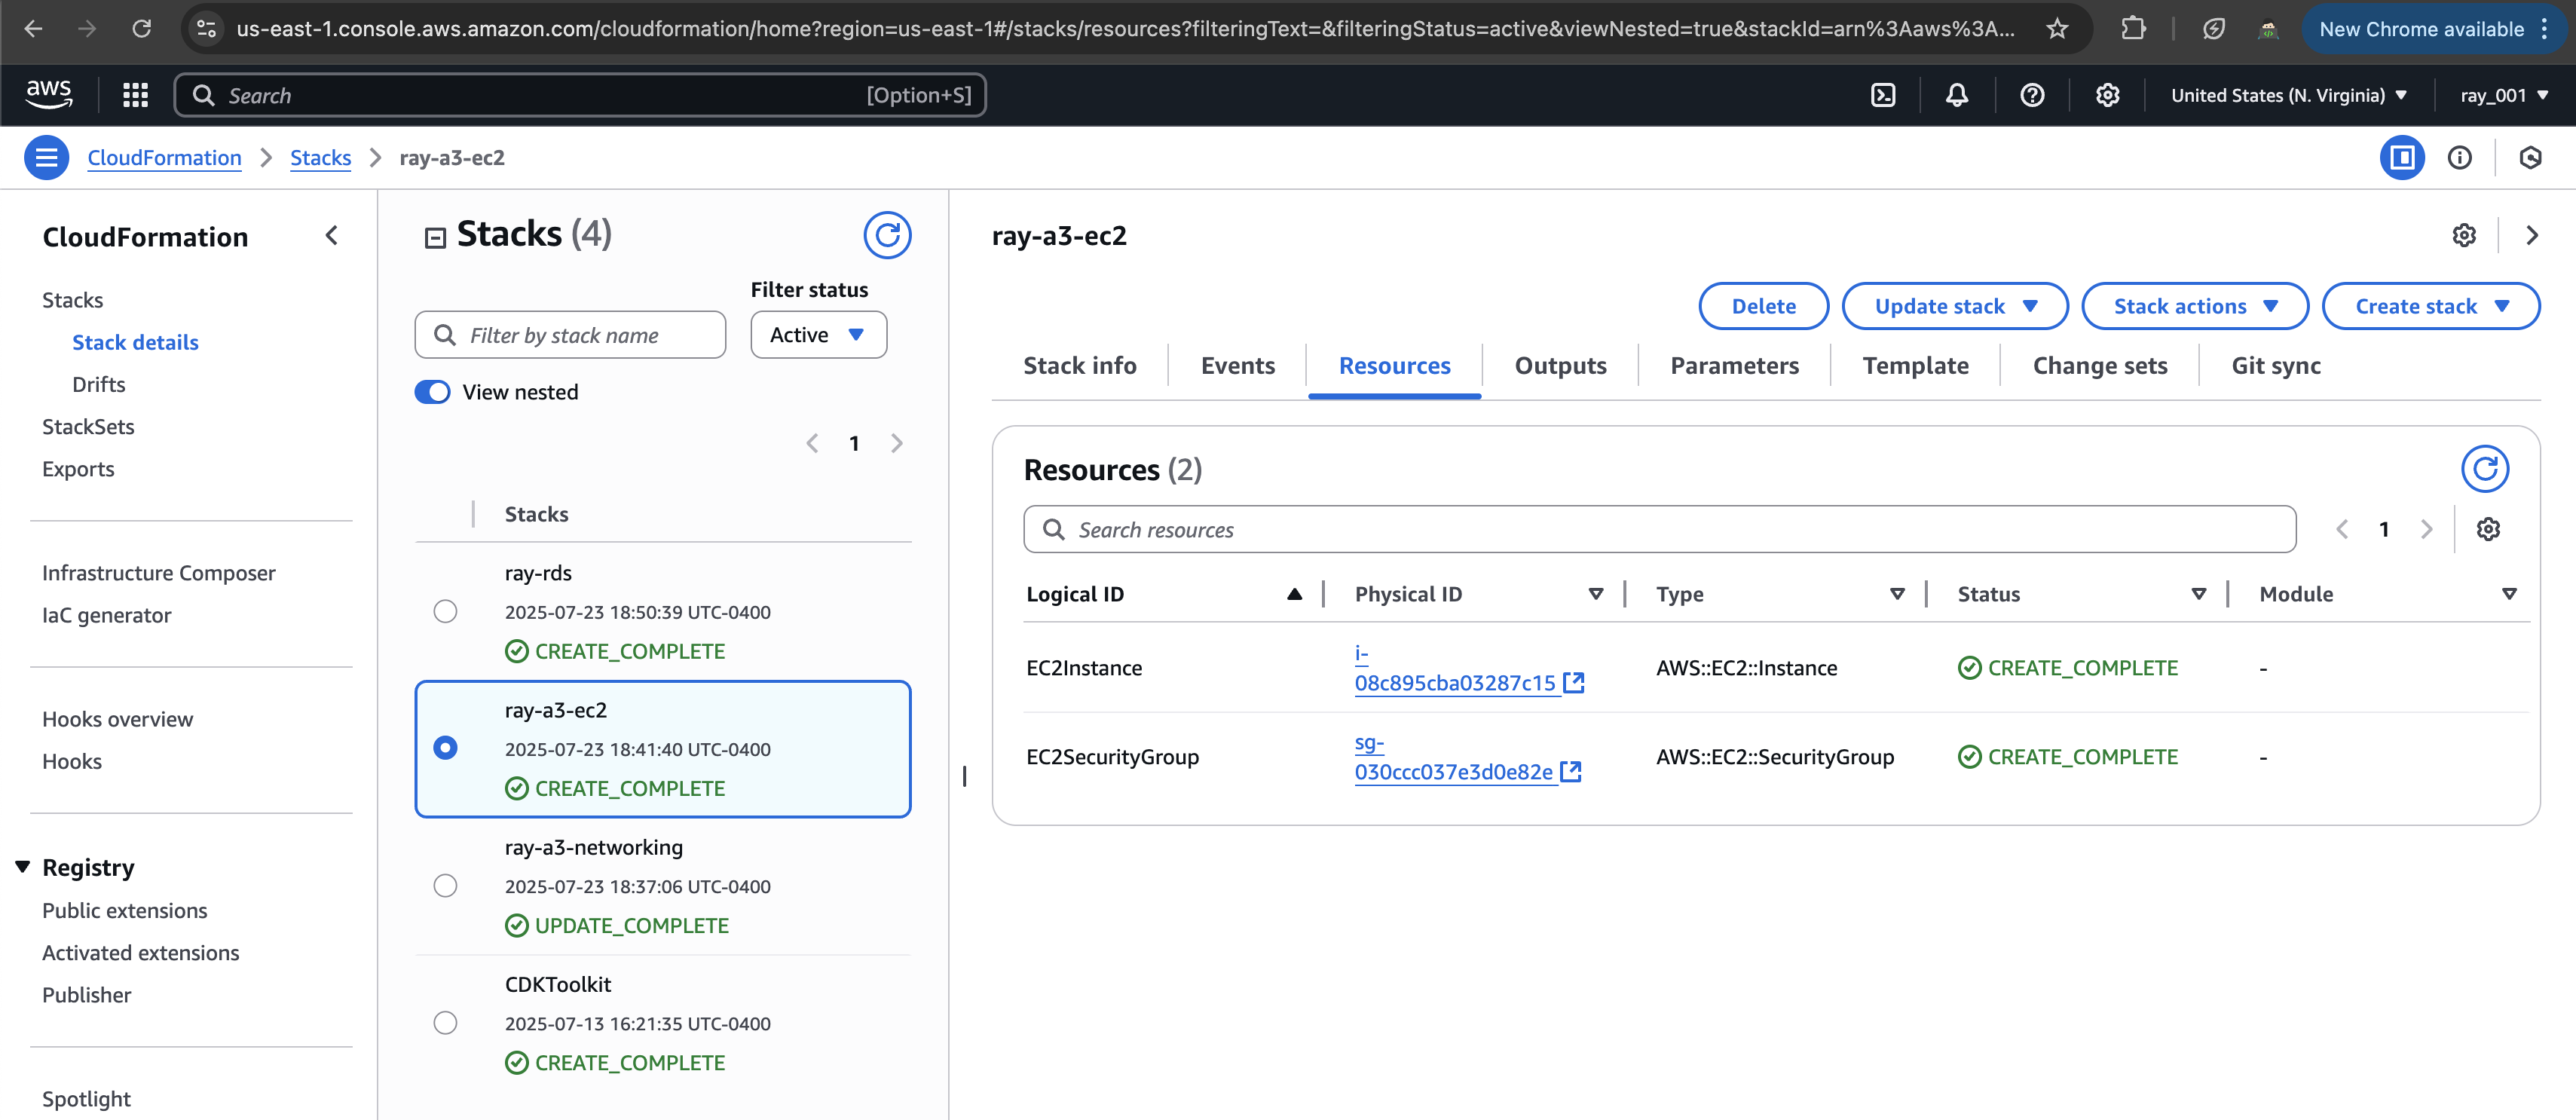 us-east-1.console.aws.amazon.com/cloudformation/home?region=us-east-1#/stacks/resources?filteringText=&filteringStatus=active&viewNested=true&stackId=arn%3Aaws%3A...
New Chrome available
aws
Search
[Option+S]
United States (N. Virginia)
ray_001
CloudFormation
Stacks
ray-a3-ec2
CloudFormation
Stacks
Stack details
Drifts
StackSets
Exports
Infrastructure Composer
IaC generator
Hooks overview
Hooks
Registry
Public extensions
Activated extensions
Publisher
Spotlight
Stacks (4)
Filter status
Filter by stack name
Active
View nested
1
Stacks
ray-rds
2025-07-23 18:50:39 UTC-0400
CREATE_COMPLETE
ray-a3-ec2
2025-07-23 18:41:40 UTC-0400
CREATE_COMPLETE
ray-a3-networking
2025-07-23 18:37:06 UTC-0400
UPDATE_COMPLETE
CDKToolkit
2025-07-13 16:21:35 UTC-0400
CREATE_COMPLETE
ray-a3-ec2
Delete
Update stack
Stack actions
Create stack
Stack info
Events
Resources
Outputs
Parameters
Template
Change sets
Git sync
Resources (2)
Search resources
1
Logical ID
Physical ID
Type
Status
Module
EC2Instance
i-
08c895cba03287c15
AWS::EC2::Instance
CREATE_COMPLETE
-
EC2SecurityGroup
sg-
030ccc037e3d0e82e
AWS::EC2::SecurityGroup
CREATE_COMPLETE
-